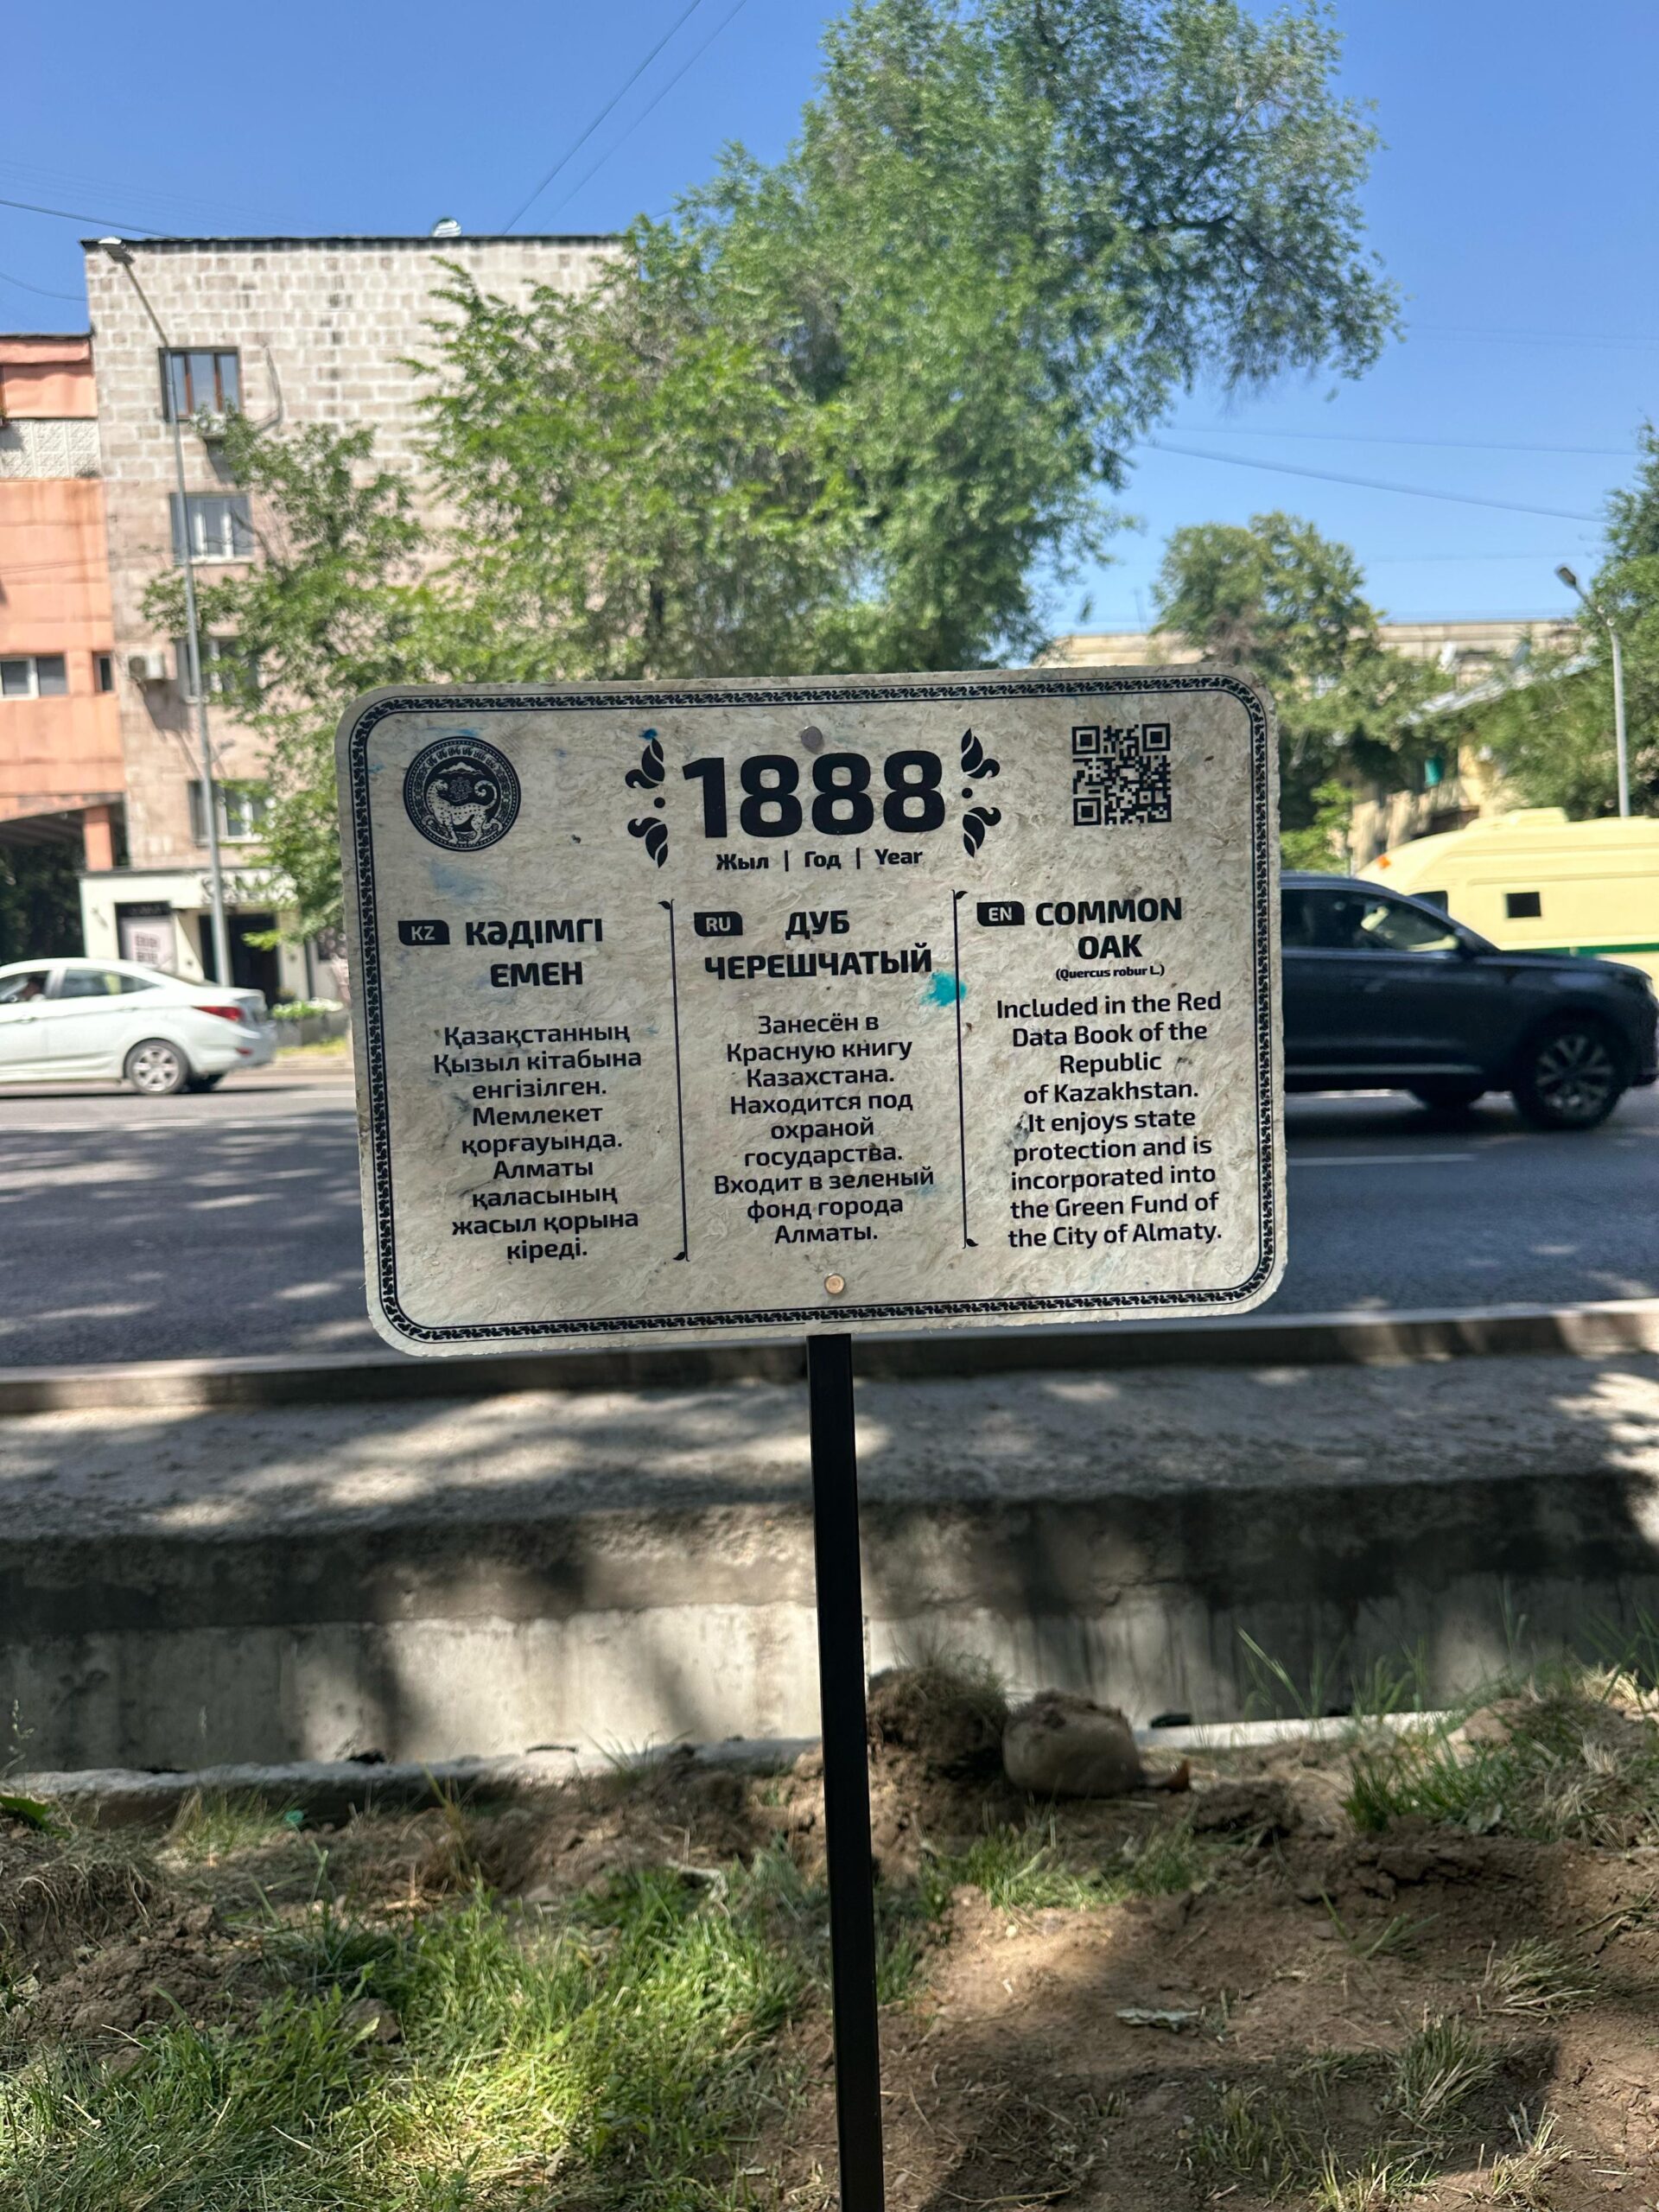 1888
Жыл | Год | Year
KZ КӘДІМГІ
ЕМЕН
Қазақстанның
Қызыл кітабына
енгізілген.
Мемлекет
қорғауында.
Алматы
қаласының
жасыл қорына
кіреді.
RU ДУБ
ЧЕРЕШЧАТЫЙ
Занесён в
Красную книгу
Казахстана.
Находится под
охраной
государства.
Входит в зеленый
фонд города
Алматы.
EN COMMON
OAK
(Quercus robur L.)
Included in the Red
Data Book of the
Republic
of Kazakhstan.
It enjoys state
protection and is
incorporated into
the Green Fund of
the City of Almaty.